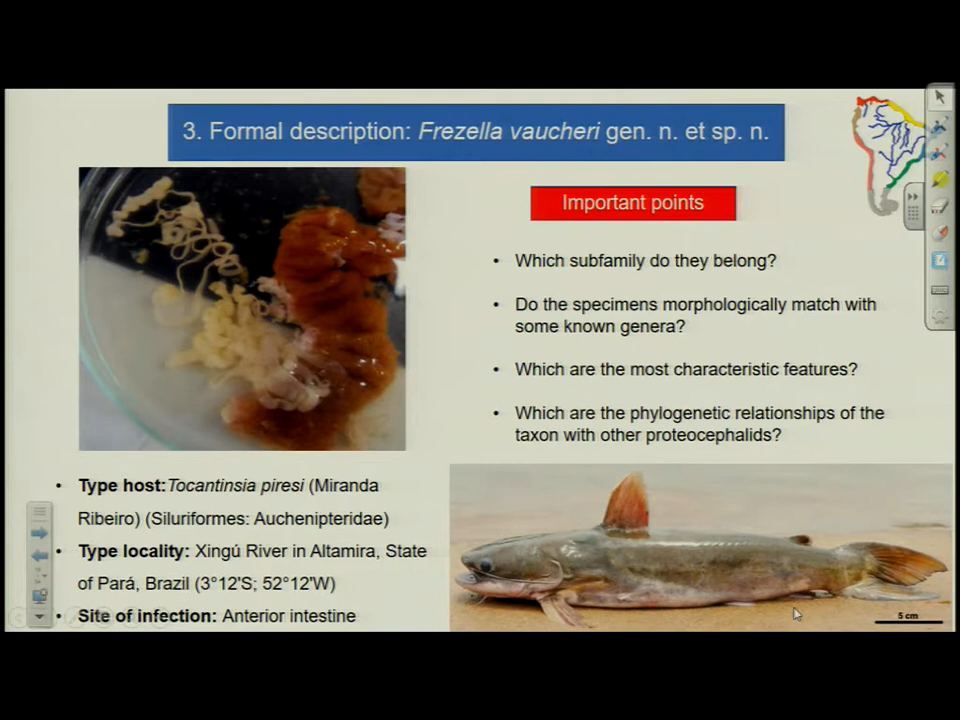 3. Formal description: Frezella vaucheri gen. n. et sp. n.
Important points
• Which subfamily do they belong?
• Do the specimens morphologically match with
some known genera?
• Which are the most characteristic features?
• Which are the phylogenetic relationships of the
taxon with other proteocephalids?
• Type host:Tocantinsia piresi (Miranda
Ribeiro) (Siluriformes: Auchenipteridae)
• Type locality: Xingú River in Altamira, State
of Pará, Brazil (3°12'S; 52°12'W)
• Site of infection: Anterior intestine
5 cm